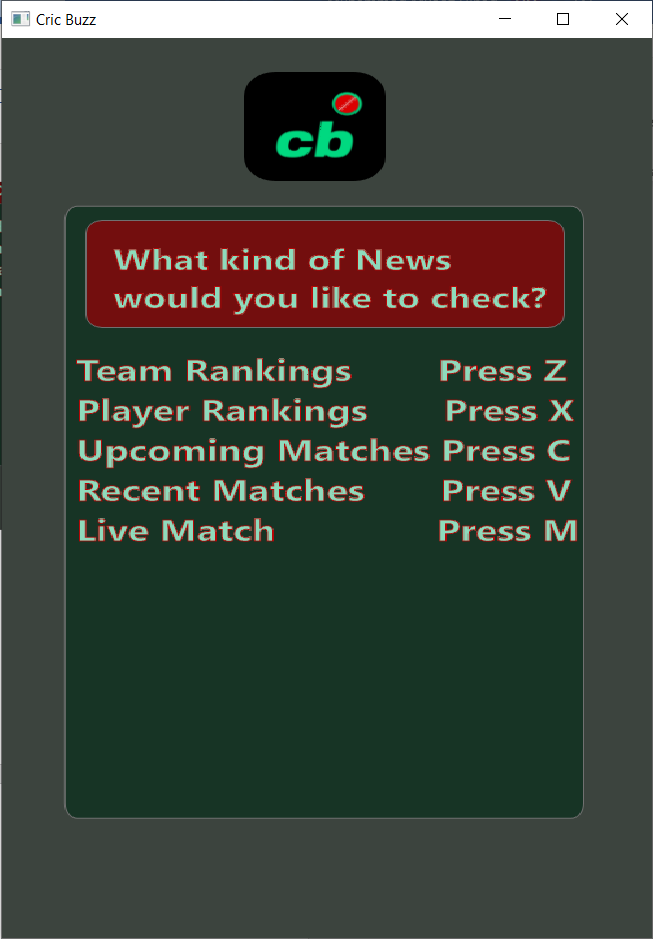 Cric Buzz
cb
What kind of News
would you like to check?
Team Rankings Press Z
Player Rankings Press X
Upcoming Matches Press C
Recent Matches Press V
Live Match Press M